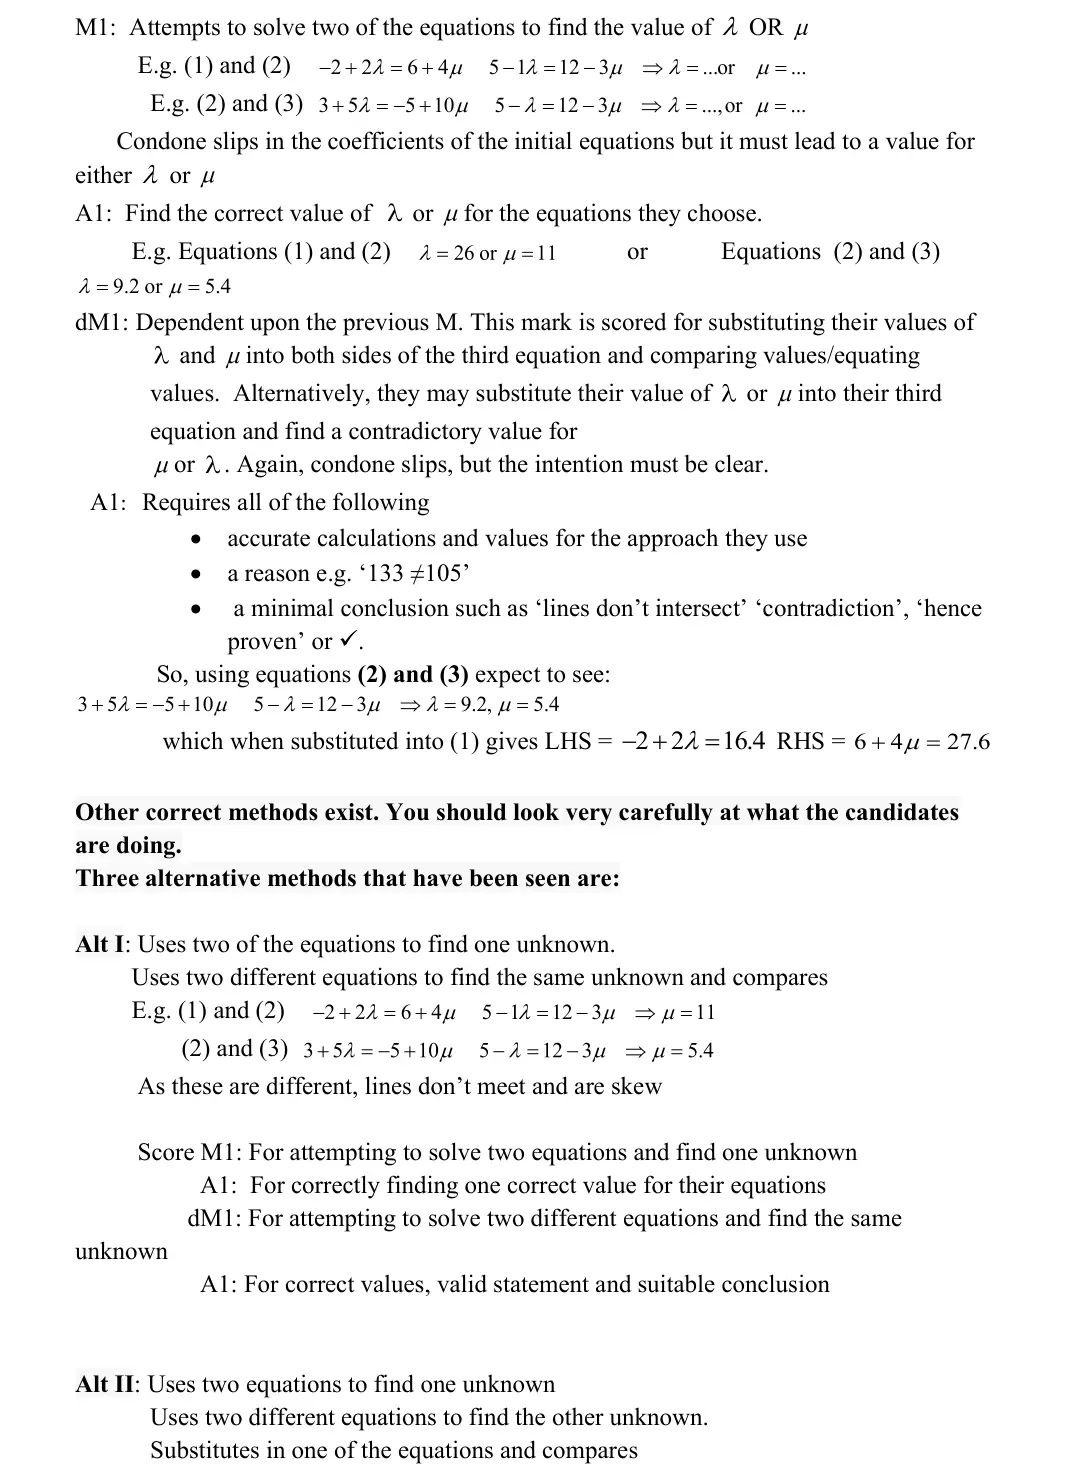 M1: Attempts to solve two of the equations to find the value of λ OR μ
E.g. (1) and (2) −2+2λ=6+4μ 5−1λ=12−3μ ⇒λ=...or μ=...
E.g. (2) and (3) 3+5λ=−5+10μ 5−λ=12−3μ ⇒λ=...,or μ=...
Condone slips in the coefficients of the initial equations but it must lead to a value for
either λ or μ
A1: Find the correct value of λ or μ for the equations they choose.
E.g. Equations (1) and (2) λ=26 or μ=11 or Equations (2) and (3)
λ=9.2 or μ=5.4
dM1: Dependent upon the previous M. This mark is scored for substituting their values of
λ and μ into both sides of the third equation and comparing values/equating
values. Alternatively, they may substitute their value of λ or μ into their third
equation and find a contradictory value for
μ or λ. Again, condone slips, but the intention must be clear.
A1: Requires all of the following
• accurate calculations and values for the approach they use
• a reason e.g. ‘133 ≠105’
• a minimal conclusion such as ‘lines don’t intersect’ ‘contradiction’, ‘hence
proven’ or ✓.
So, using equations (2) and (3) expect to see:
3+5λ=−5+10μ 5−λ=12−3μ ⇒λ=9.2, μ=5.4
which when substituted into (1) gives LHS = −2+2λ=16.4 RHS = 6+4μ=27.6
Other correct methods exist. You should look very carefully at what the candidates
are doing.
Three alternative methods that have been seen are:
Alt I: Uses two of the equations to find one unknown.
Uses two different equations to find the same unknown and compares
E.g. (1) and (2) −2+2λ=6+4μ 5−1λ=12−3μ ⇒μ=11
(2) and (3) 3+5λ=−5+10μ 5−λ=12−3μ ⇒μ=5.4
As these are different, lines don’t meet and are skew
Score M1: For attempting to solve two equations and find one unknown
A1: For correctly finding one correct value for their equations
dM1: For attempting to solve two different equations and find the same
unknown
A1: For correct values, valid statement and suitable conclusion
Alt II: Uses two equations to find one unknown
Uses two different equations to find the other unknown.
Substitutes in one of the equations and compares